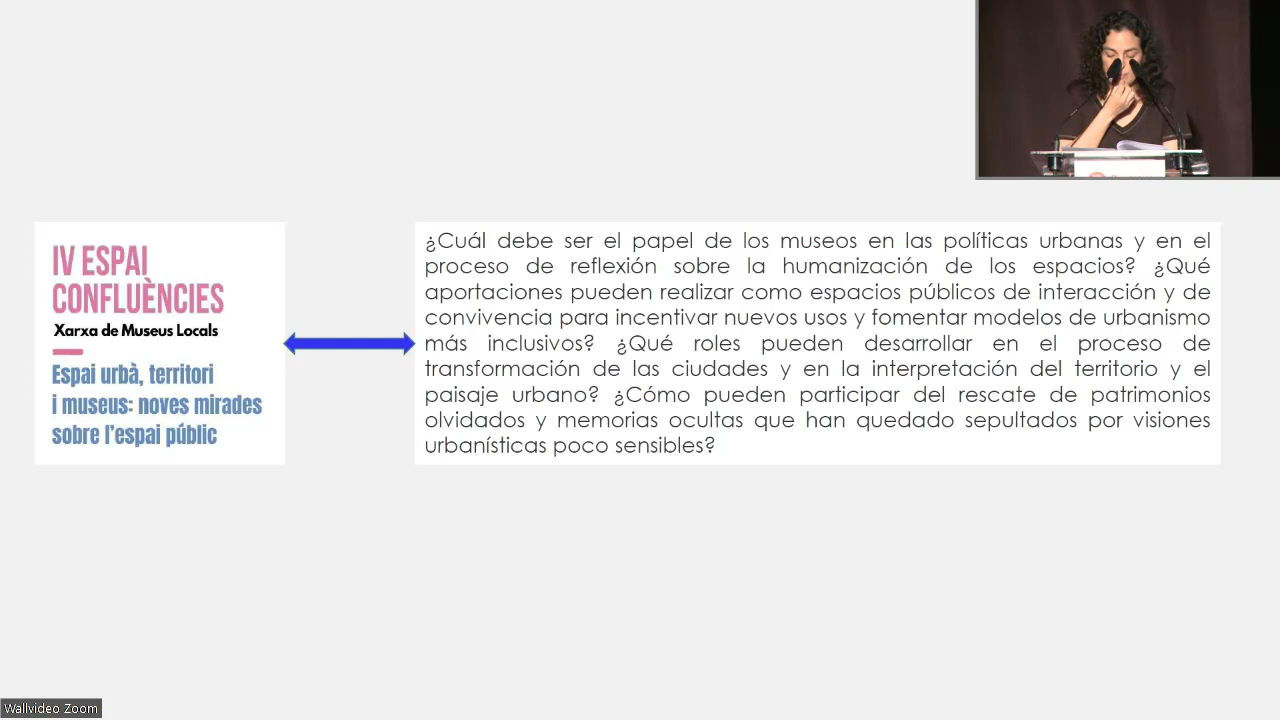 IV ESPAI
CONFLUÈNCIES
Xarxa de Museus Locals
Espai urbà, territori
i museus: noves mirades
sobre l'espai públic
¿Cuál debe ser el papel de los museos en las políticas urbanas y en el
proceso de reflexión sobre la humanización de los espacios? ¿Qué
aportaciones pueden realizar como espacios públicos de interacción y de
convivencia para incentivar nuevos usos y fomentar modelos de urbanismo
más inclusivos? ¿Qué roles pueden desarrollar en el proceso de
transformación de las ciudades y en la interpretación del territorio y el
paisaje urbano? ¿Cómo pueden participar del rescate de patrimonios
olvidados y memorias ocultas que han quedado sepultados por visiones
urbanísticas poco sensibles?
Wallvideo Zoom